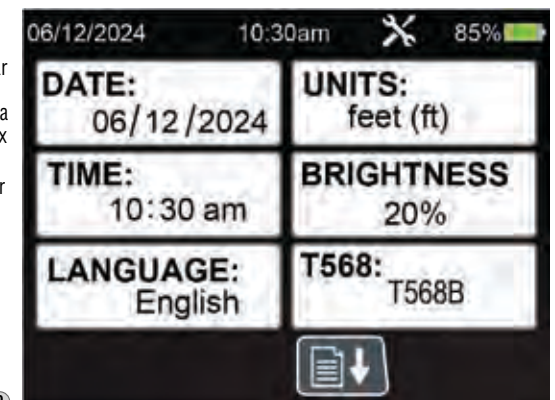 06/12/2024 10:30am 85%
DATE:
06/12/2024
UNITS:
feet (ft)
TIME:
10:30 am
BRIGHTNESS
20%
LANGUAGE:
English
T568:
T568B